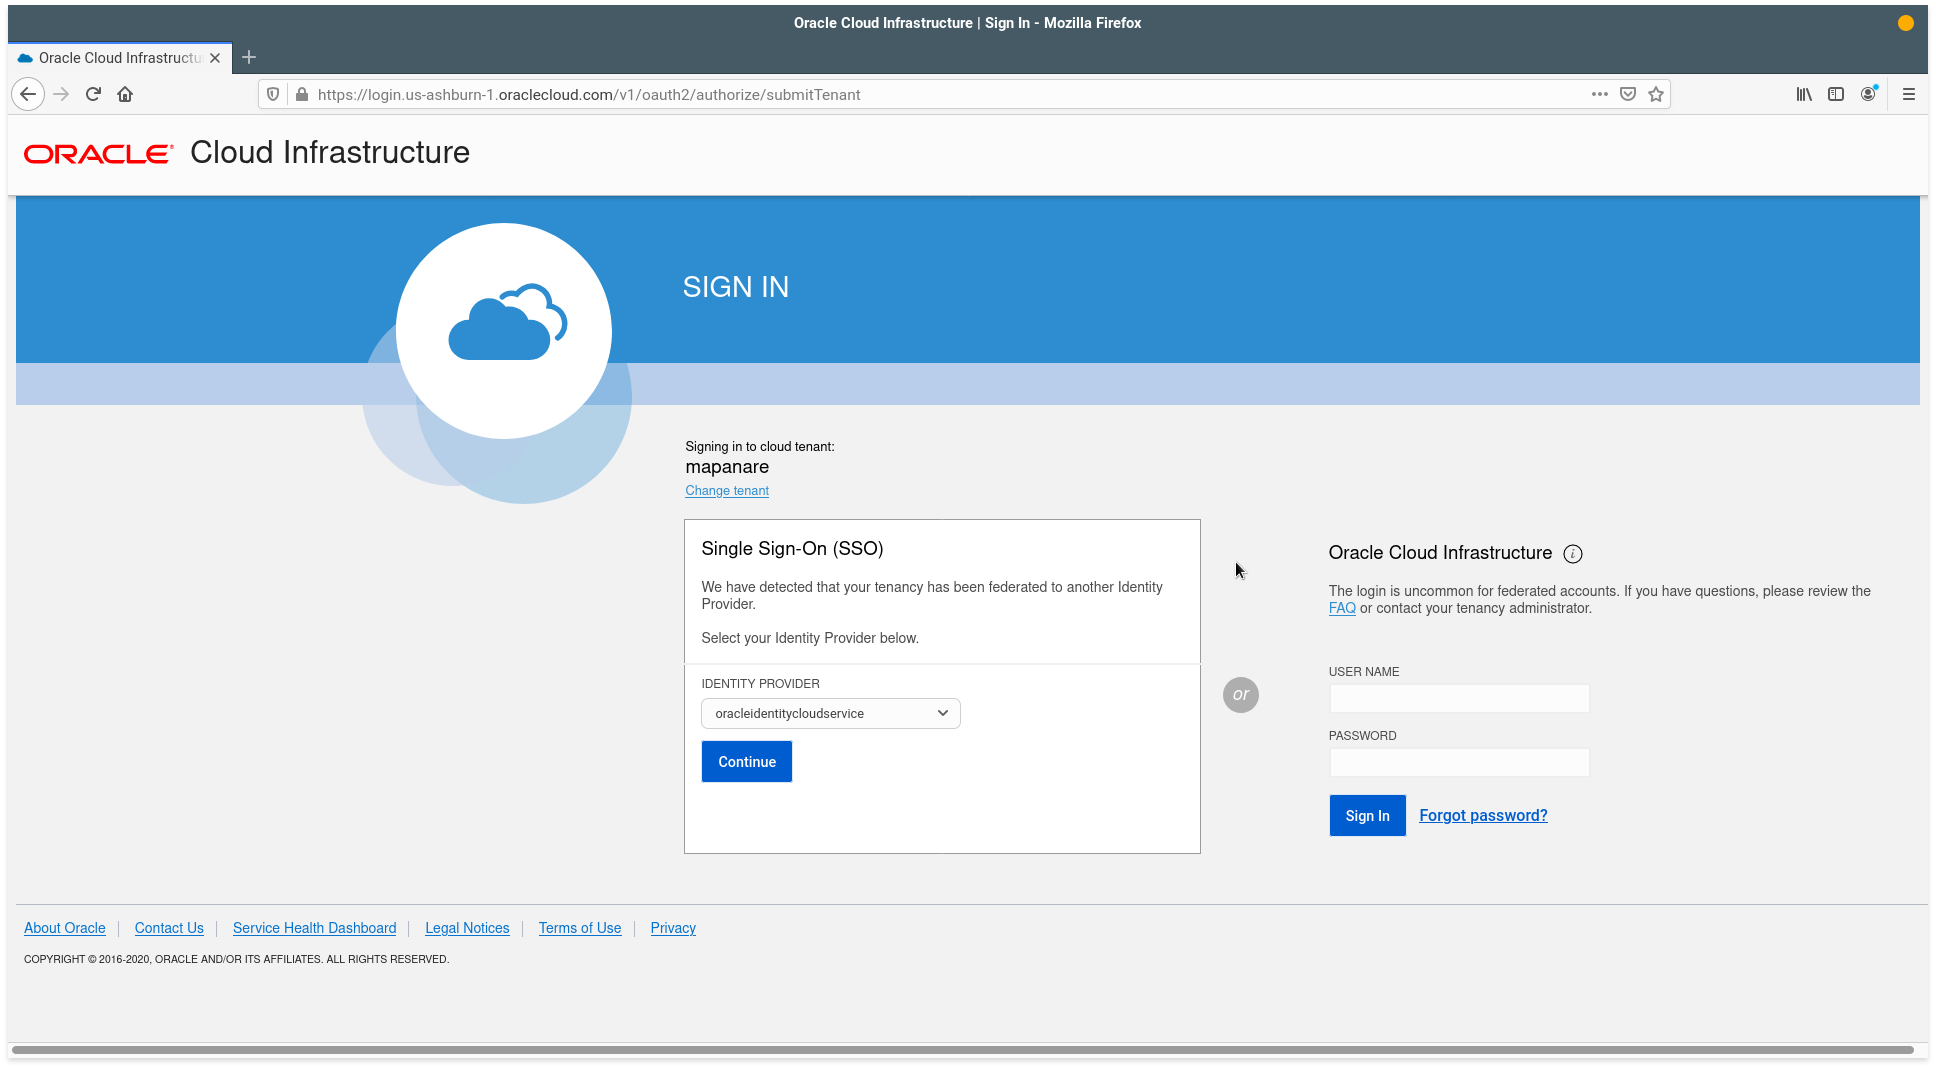 Oracle Cloud Infrastructure | Sign In - Mozilla Firefox
Oracle Cloud Infrastructu
https://login.us-ashburn-1.oraclecloud.com/v1/oauth2/authorize/submitTenant
ORACLE® Cloud Infrastructure
SIGN IN
Signing in to cloud tenant:
mapanare
Change tenant
Single Sign-On (SSO)
We have detected that your tenancy has been federated to another Identity
Provider.
Select your Identity Provider below.
IDENTITY PROVIDER
oracleidentitycloudservice
Continue
or
Oracle Cloud Infrastructure i
The login is uncommon for federated accounts. If you have questions, please review the
FAQ or contact your tenancy administrator.
USER NAME
PASSWORD
Sign In Forgot password?
About Oracle Contact Us Service Health Dashboard Legal Notices Terms of Use Privacy
COPYRIGHT © 2016-2020, ORACLE AND/OR ITS AFFILIATES. ALL RIGHTS RESERVED.